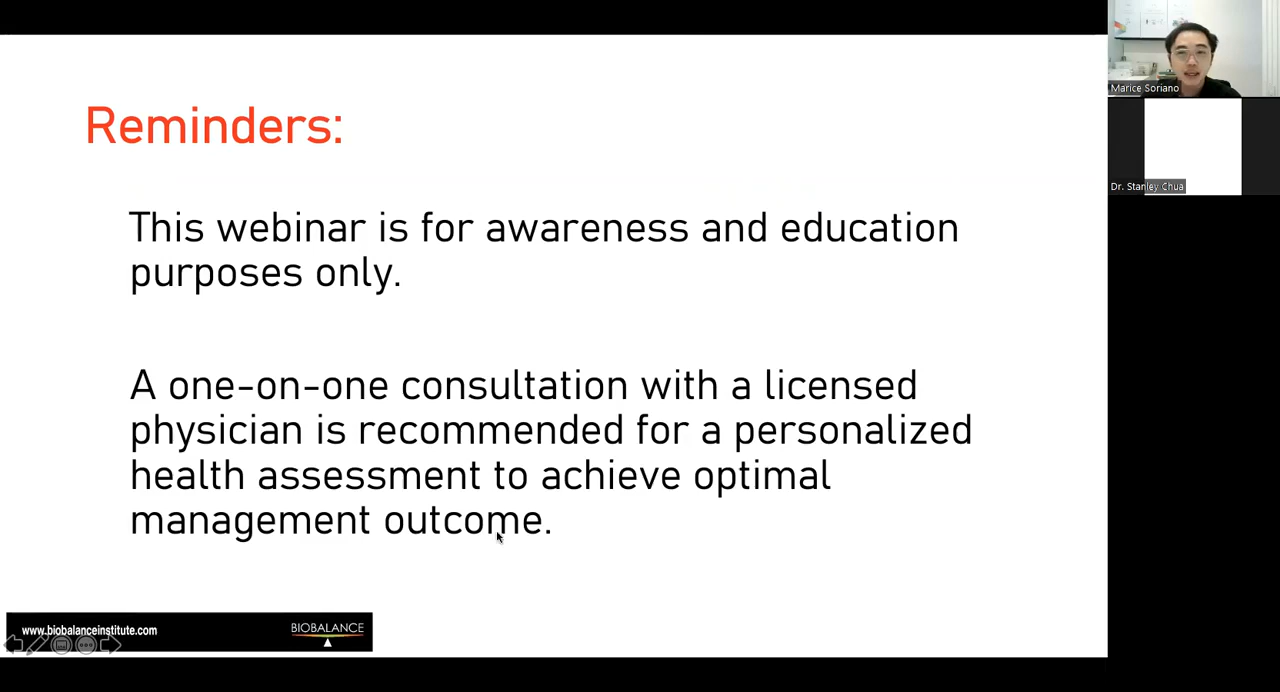 Reminders:
This webinar is for awareness and education
purposes only.
A one-on-one consultation with a licensed
physician is recommended for a personalized
health assessment to achieve optimal
management outcome.
www.biobalanceinstitute.com
BIOBALANCE
Marice Soriano
Dr. Stanley Chua